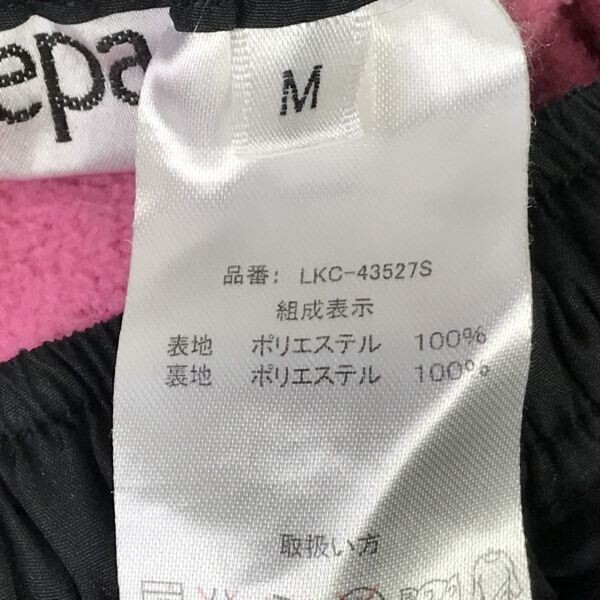 epa
M
品番: LKC-43527S
組成表示
表地 ポリエステル 100%
裏地 ポリエステル 100%
取扱い方